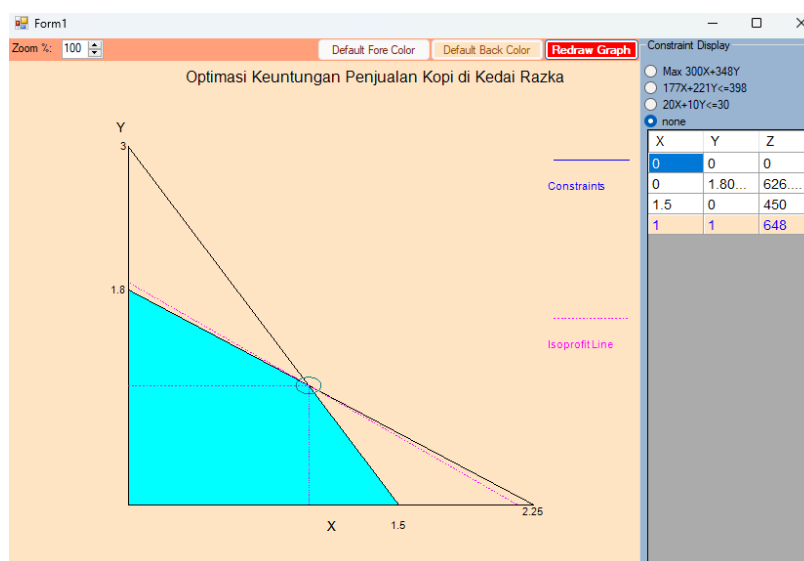 Form1
Zoom %: 100
Default Fore Color
Default Back Color
Redraw Graph
Optimasi Keuntungan Penjualan Kopi di Kedai Razka
Y
3
1.8
X
1.5
2.25
Constraints
Isoprofit Line
Constraint Display
Max 300X+348Y
177X+221Y<=398
20X+10Y<=30
none
X Y Z
0 0 0
0 1.80... 626....
1.5 0 450
1 1 648